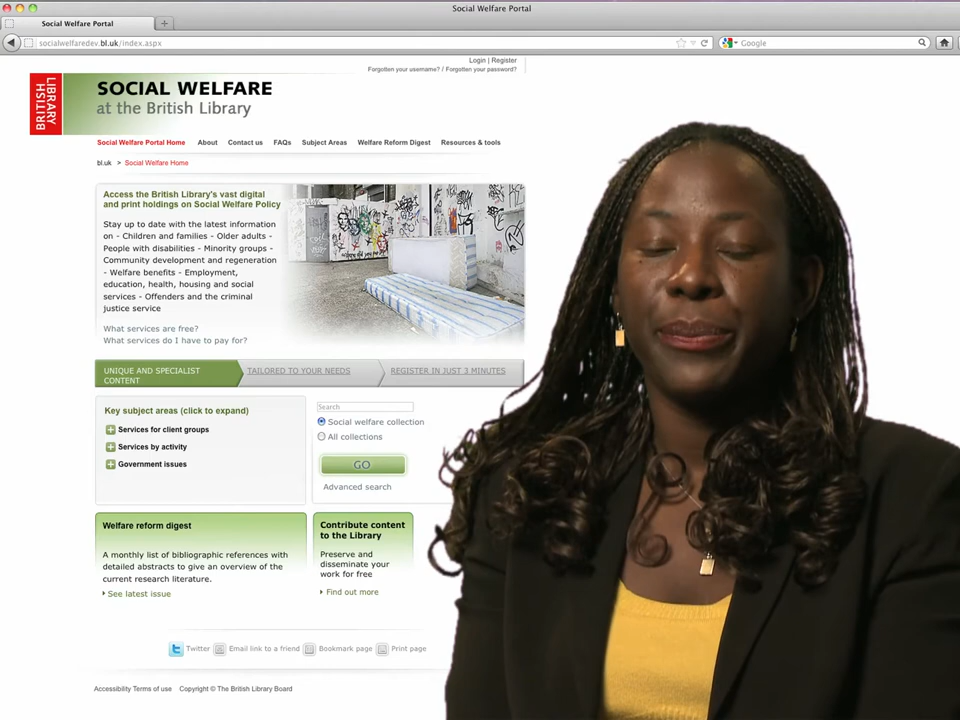 Social Welfare Portal
Social Welfare Portal
socialwelfaredev.bl.uk/index.aspx
Google
Login | Register
Forgotten your username? / Forgotten your password?
BRITISH
LIBRARY
SOCIAL WELFARE
at the British Library
Social Welfare Portal Home About Contact us FAQs Subject Areas Welfare Reform Digest Resources & tools
bl.uk > Social Welfare Home
Access the British Library's vast digital
and print holdings on Social Welfare Policy
Stay up to date with the latest information
on - Children and families - Older adults -
People with disabilities - Minority groups -
Community development and regeneration
- Welfare benefits - Employment,
education, health, housing and social
services - Offenders and the criminal
justice service
What services are free?
What services do I have to pay for?
UNIQUE AND SPECIALIST
CONTENT
TAILORED TO YOUR NEEDS
REGISTER IN JUST 3 MINUTES
Key subject areas (click to expand)
Services for client groups
Services by activity
Government issues
Search
Social welfare collection
All collections
GO
Advanced search
Welfare reform digest
A monthly list of bibliographic references with
detailed abstracts to give an overview of the
current research literature.
See latest issue
Contribute content
to the Library
Preserve and
disseminate your
work for free
Find out more
Twitter Email link to a friend Bookmark page Print page
Accessibility Terms of use Copyright © The British Library Board